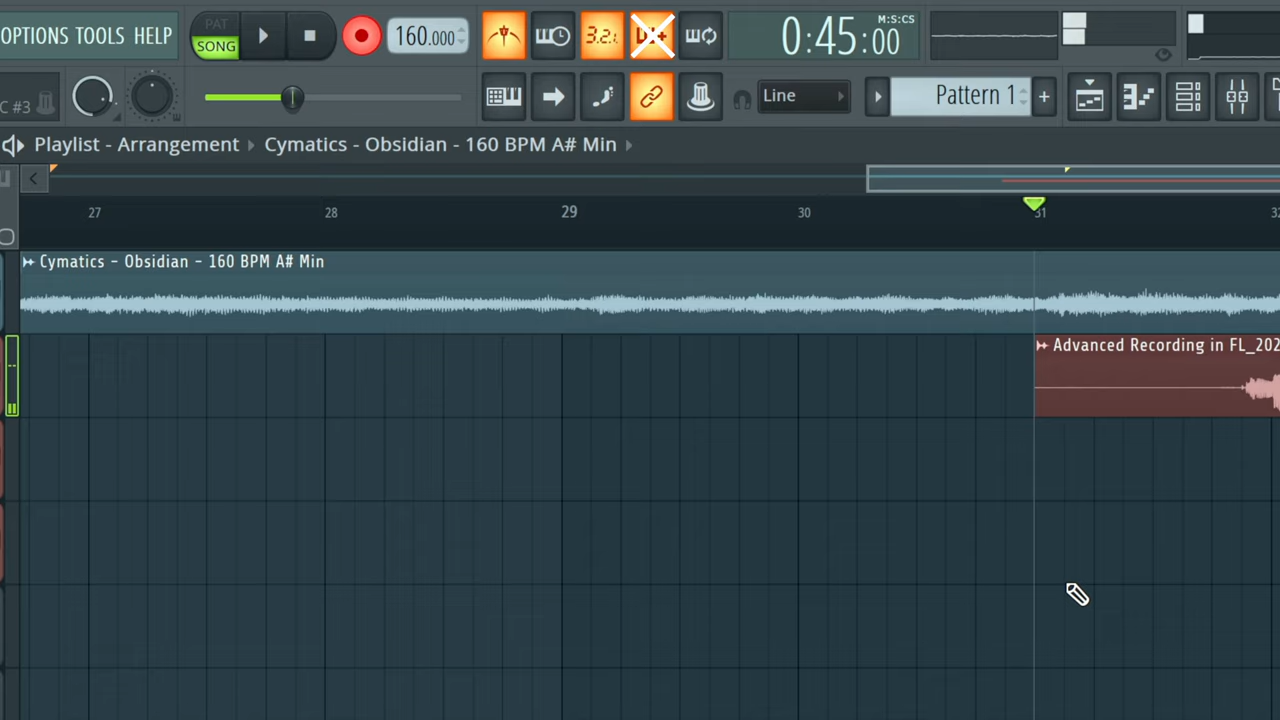 OPTIONS TOOLS HELP
PAT
SONG
160.000
3.2.1
0:45:00
M:S:CS
C #3
Line
Pattern 1
+
Playlist - Arrangement
Cymatics - Obsidian - 160 BPM A# Min
27
28
29
30
31
32
Cymatics - Obsidian - 160 BPM A# Min
Advanced Recording in FL_202